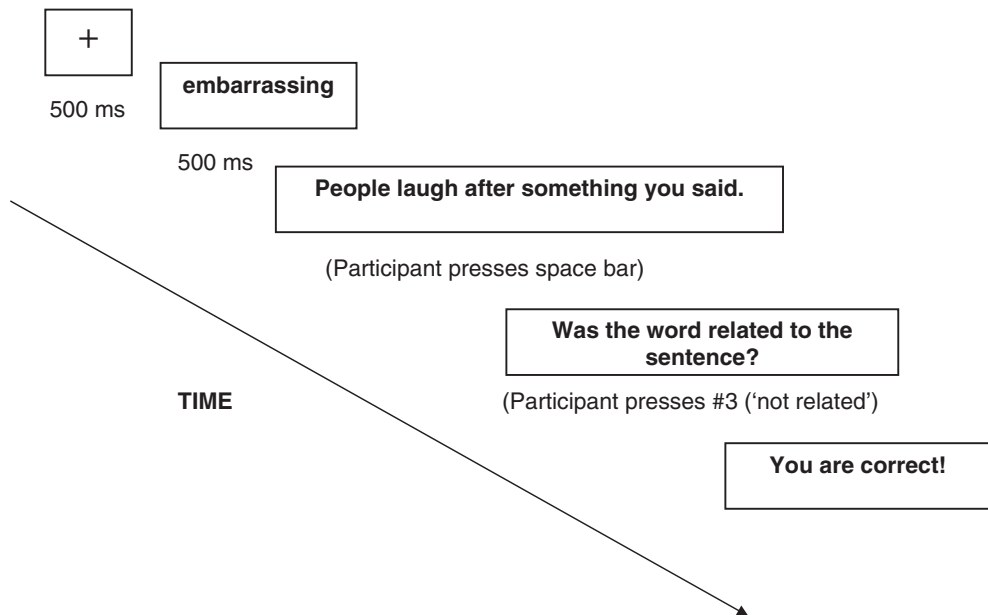 +
500 ms
embarrassing
500 ms
People laugh after something you said.
(Participant presses space bar)
Was the word related to the
sentence?
(Participant presses #3 (‘not related’)
TIME
You are correct!